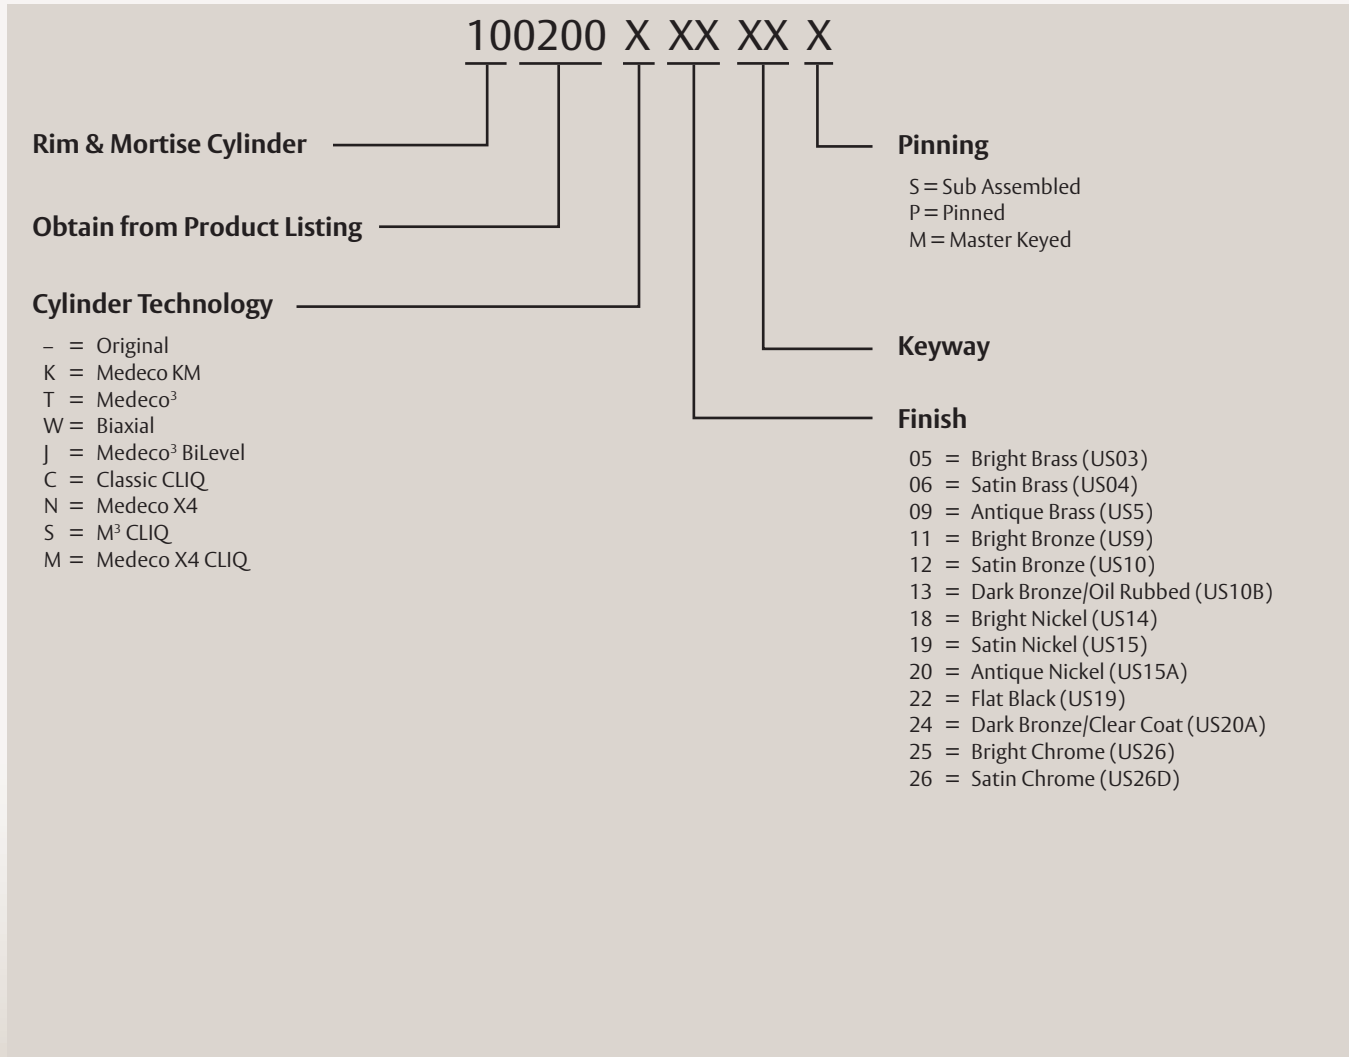 100200 X XX XX X
Rim & Mortise Cylinder
Obtain from Product Listing
Cylinder Technology
– = Original
K = Medeco KM
T = Medeco³
W = Biaxial
J = Medeco³ BiLevel
C = Classic CLIQ
N = Medeco X4
S = M³ CLIQ
M = Medeco X4 CLIQ
Pinning
S = Sub Assembled
P = Pinned
M = Master Keyed
Keyway
Finish
05 = Bright Brass (US03)
06 = Satin Brass (US04)
09 = Antique Brass (US5)
11 = Bright Bronze (US9)
12 = Satin Bronze (US10)
13 = Dark Bronze/Oil Rubbed (US10B)
18 = Bright Nickel (US14)
19 = Satin Nickel (US15)
20 = Antique Nickel (US15A)
22 = Flat Black (US19)
24 = Dark Bronze/Clear Coat (US20A)
25 = Bright Chrome (US26)
26 = Satin Chrome (US26D)